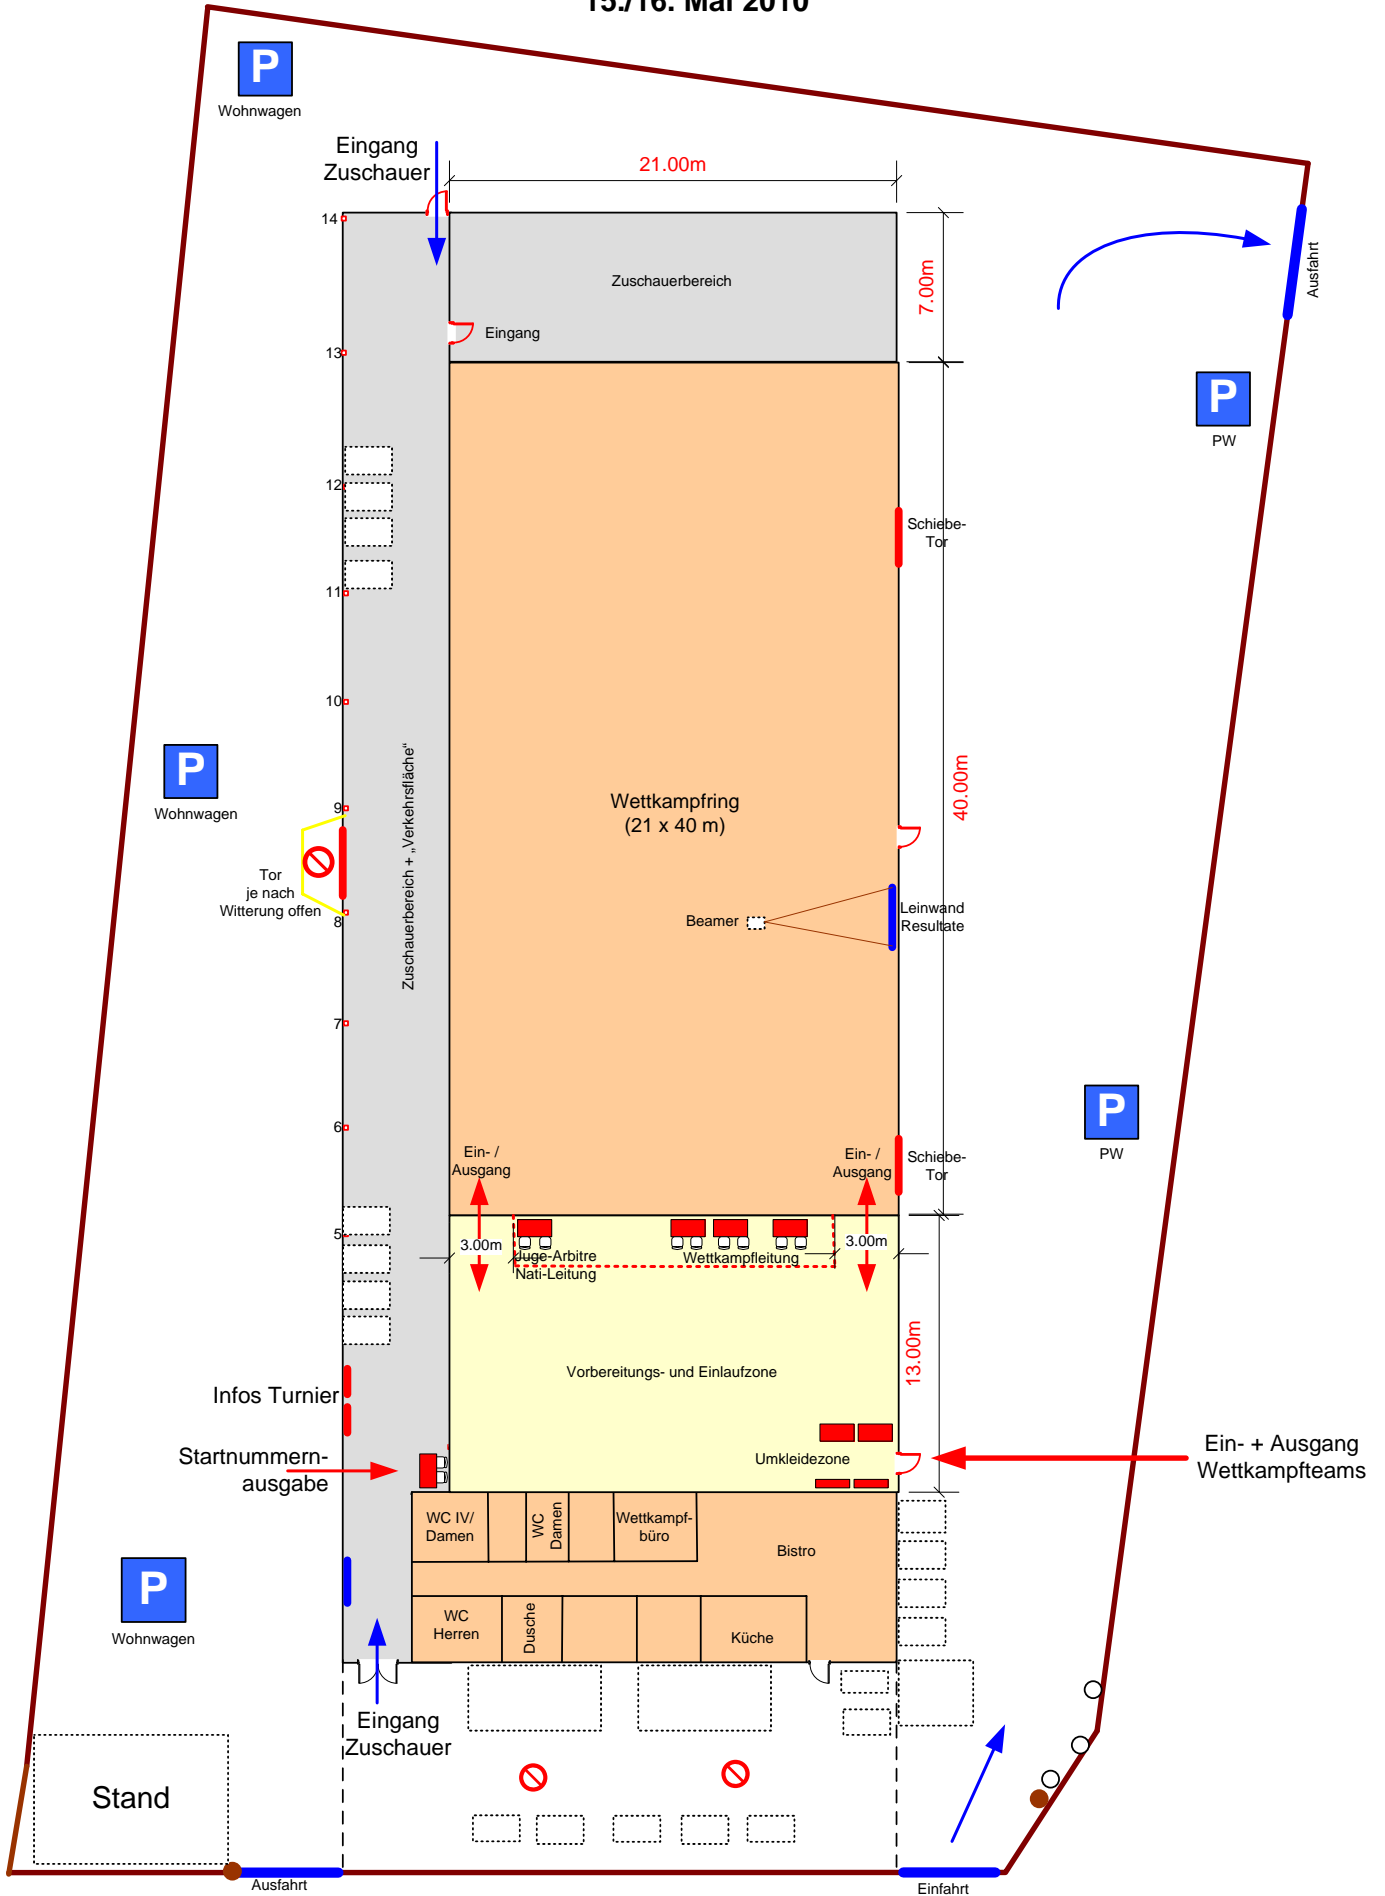 15./16. Mai 2010
P
Wohnwagen
Eingang
Zuschauer
21.00m
14
Zuschauerbereich
7.00m
Ausfahrt
Eingang
13
P
PW
12
Schiebe-
Tor
11
10
Zuschauerbereich + „Verkehrsfläche“
P
Wohnwagen
Wettkampfring
(21 x 40 m)
40.00m
9
Tor
je nach
Witterung offen
8
Beamer
Leinwand
Resultate
7
P
PW
6
Ein- /
Ausgang
Ein- /
Ausgang
Schiebe-
Tor
5
3.00m
3.00m
Juge-Arbitre
Nati-Leitung
Wettkampfleitung
13.00m
Vorbereitungs- und Einlaufzone
Infos Turnier
Startnummern-
ausgabe
Umkleidezone
Ein- + Ausgang
Wettkampfteams
WC IV/
Damen
WC
Damen
Wettkampf-
büro
Bistro
P
Wohnwagen
WC
Herren
Dusche
Küche
Eingang
Zuschauer
Stand
Ausfahrt
Einfahrt